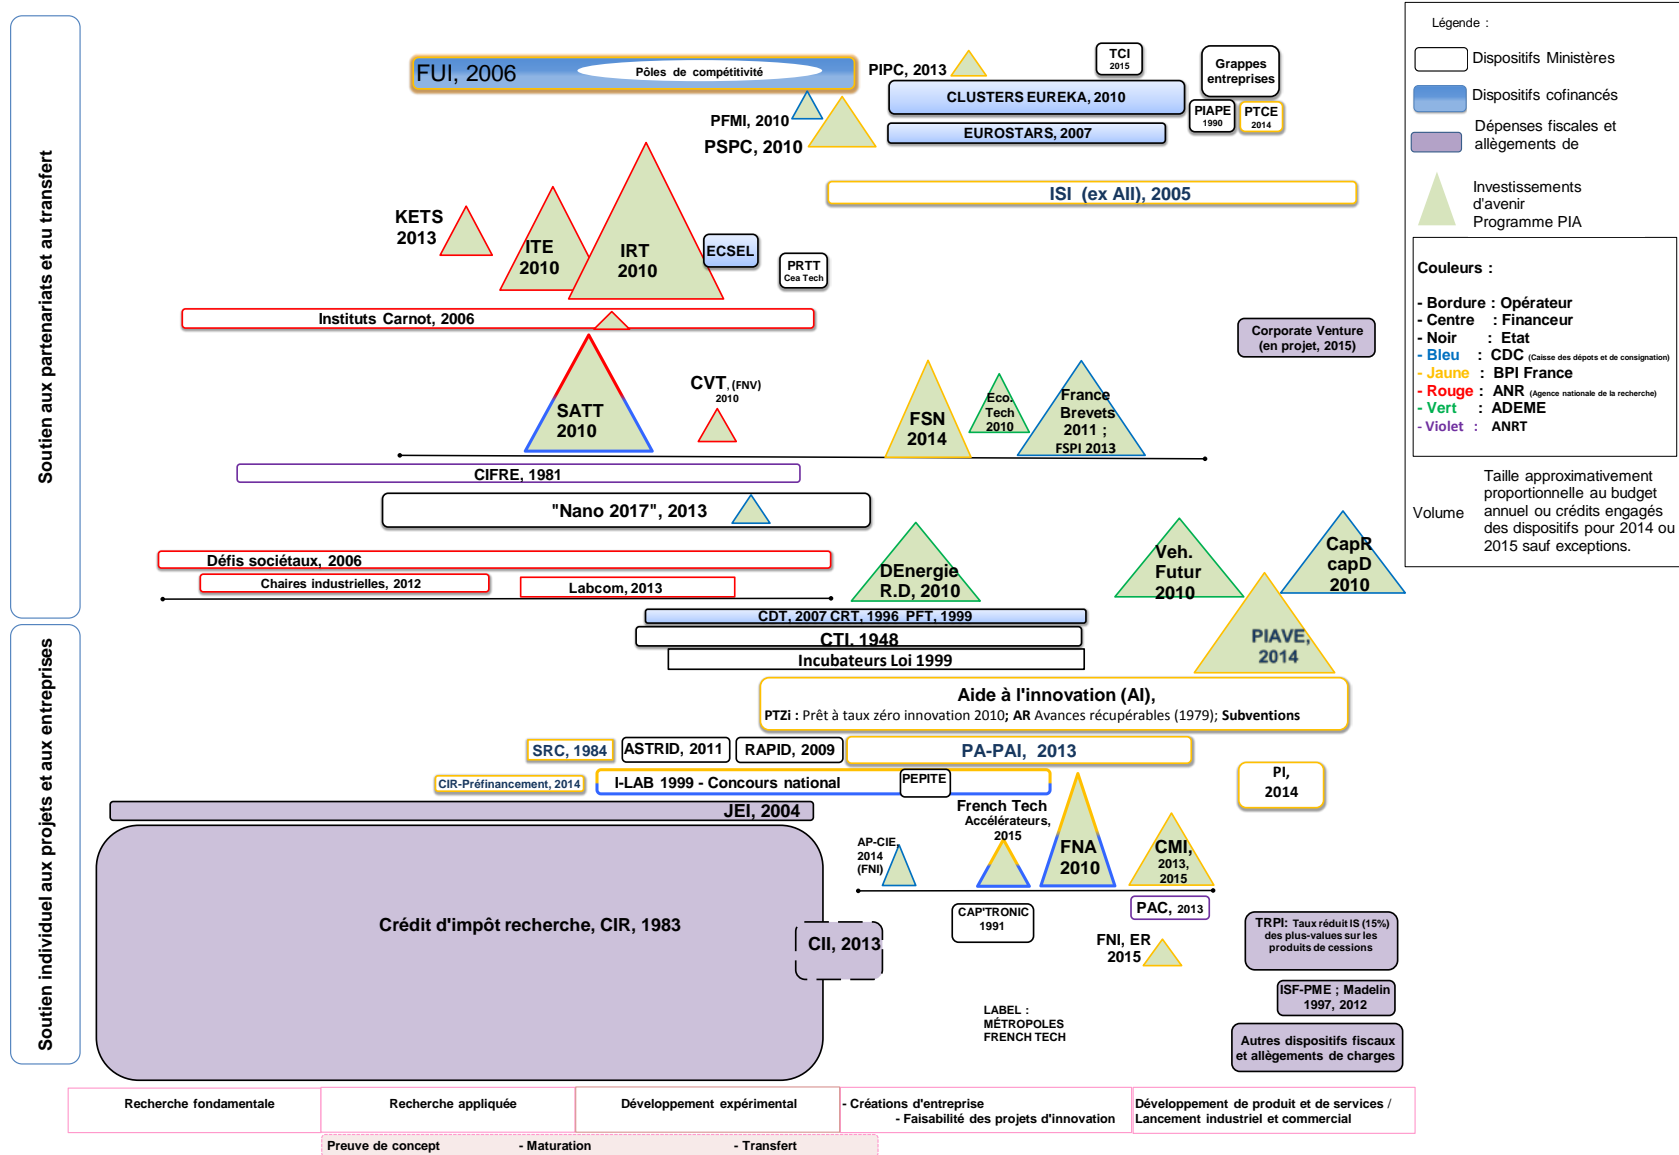 Soutien aux partenariats et au transfert
Soutien individuel aux projets et aux entreprises
FUI, 2006
Pôles de compétitivité
PIPC, 2013
TCI
2015
Grappes
entreprises
CLUSTERS EUREKA, 2010
PIAPE
1990
PTCE
2014
PFMI, 2010
PSPC, 2010
EUROSTARS, 2007
ISI  (ex AII), 2005
KETS
2013
ITE
2010
IRT
2010
ECSEL
PRTT
Cea Tech
Instituts Carnot, 2006
Corporate Venture
(en projet, 2015)
SATT
2010
CVT, (FNV)
2010
FSN
2014
Eco.
Tech
2010
France
Brevets
2011 ;
FSPI 2013
CIFRE, 1981
"Nano 2017", 2013
Défis sociétaux, 2006
Chaires industrielles, 2012
Labcom, 2013
DEnergie
R.D, 2010
Veh.
Futur
2010
CapR
capD
2010
CDT, 2007 CRT, 1996  PFT, 1999
CTI, 1948
Incubateurs Loi 1999
PIAVE,
2014
Aide à l'innovation (AI),
PTZi : Prêt à taux zéro innovation 2010; AR Avances récupérables (1979); Subventions
SRC, 1984
ASTRID, 2011
RAPID, 2009
PA-PAI,  2013
CIR-Préfinancement, 2014
I-LAB 1999 - Concours national
PEPITE
PI,
2014
JEI, 2004
French Tech
Accélérateurs,
2015
AP-CIE,
2014
(FNI)
FNA
2010
CMI,
2013,
2015
Crédit d'impôt recherche, CIR, 1983
CII, 2013
CAP'TRONIC
1991
PAC, 2013
FNI, ER
2015
TRPI: Taux réduit IS (15%)
des plus-values sur les
produits de cessions
ISF-PME ; Madelin
1997, 2012
LABEL :
MÉTROPOLES
FRENCH TECH
Autres dispositifs fiscaux
et allègements de charges
Recherche fondamentale
Recherche appliquée
Développement expérimental
- Créations d'entreprise
- Faisabilité des projets d'innovation
Développement de produit et de services /
Lancement industriel et commercial
Preuve de concept
- Maturation
- Transfert
Légende :
Dispositifs Ministères
Dispositifs cofinancés
Dépenses fiscales et
allègements de
Investissements
d'avenir
Programme PIA
Couleurs :
- Bordure : Opérateur
- Centre : Financeur
- Noir : Etat
- Bleu : CDC (Caisse des dépots et de consignation)
- Jaune : BPI France
- Rouge : ANR (Agence nationale de la recherche)
- Vert : ADEME
- Violet : ANRT
Volume
Taille approximativement
proportionnelle au budget
annuel ou crédits engagés
des dispositifs pour 2014 ou
2015 sauf exceptions.